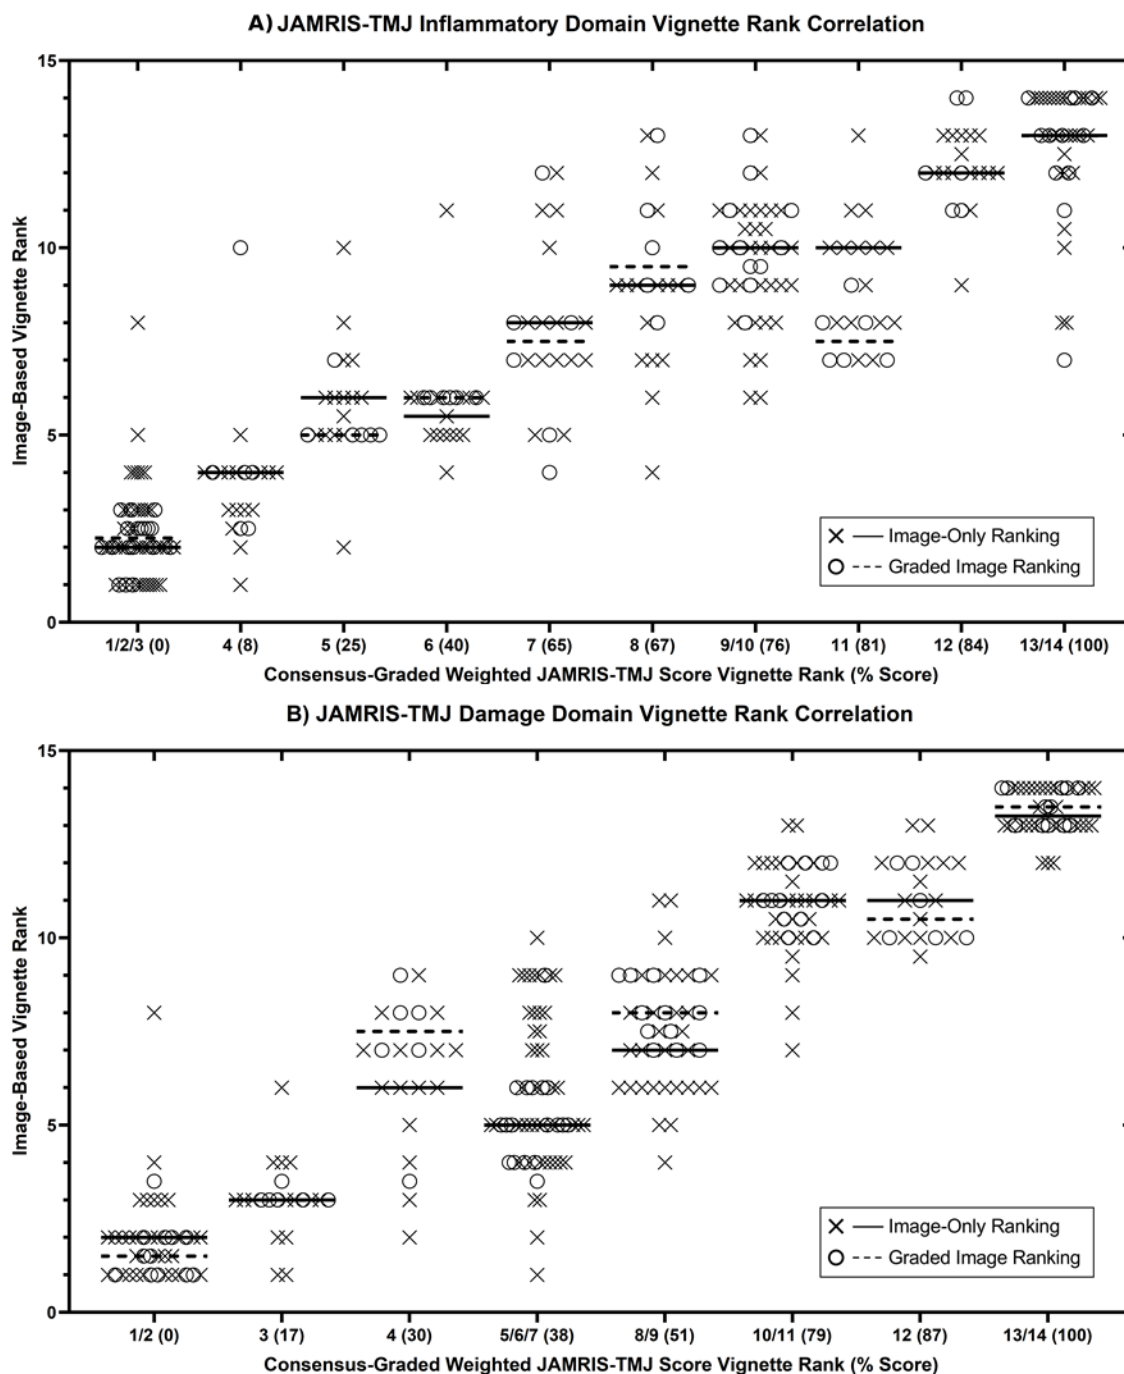 A) JAMRIS-TMJ Inflammatory Domain Vignette Rank Correlation
15
10
5
0
Image-Based Vignette Rank
Image-Only Ranking
Graded Image Ranking
1/2/3 (0) 4 (8) 5 (25) 6 (40) 7 (65) 8 (67) 9/10 (76) 11 (81) 12 (84) 13/14 (100)
Consensus-Graded Weighted JAMRIS-TMJ Score Vignette Rank (% Score)
B) JAMRIS-TMJ Damage Domain Vignette Rank Correlation
15
10
5
0
Image-Based Vignette Rank
Image-Only Ranking
Graded Image Ranking
1/2 (0) 3 (17) 4 (30) 5/6/7 (38) 8/9 (51) 10/11 (79) 12 (87) 13/14 (100)
Consensus-Graded Weighted JAMRIS-TMJ Score Vignette Rank (% Score)